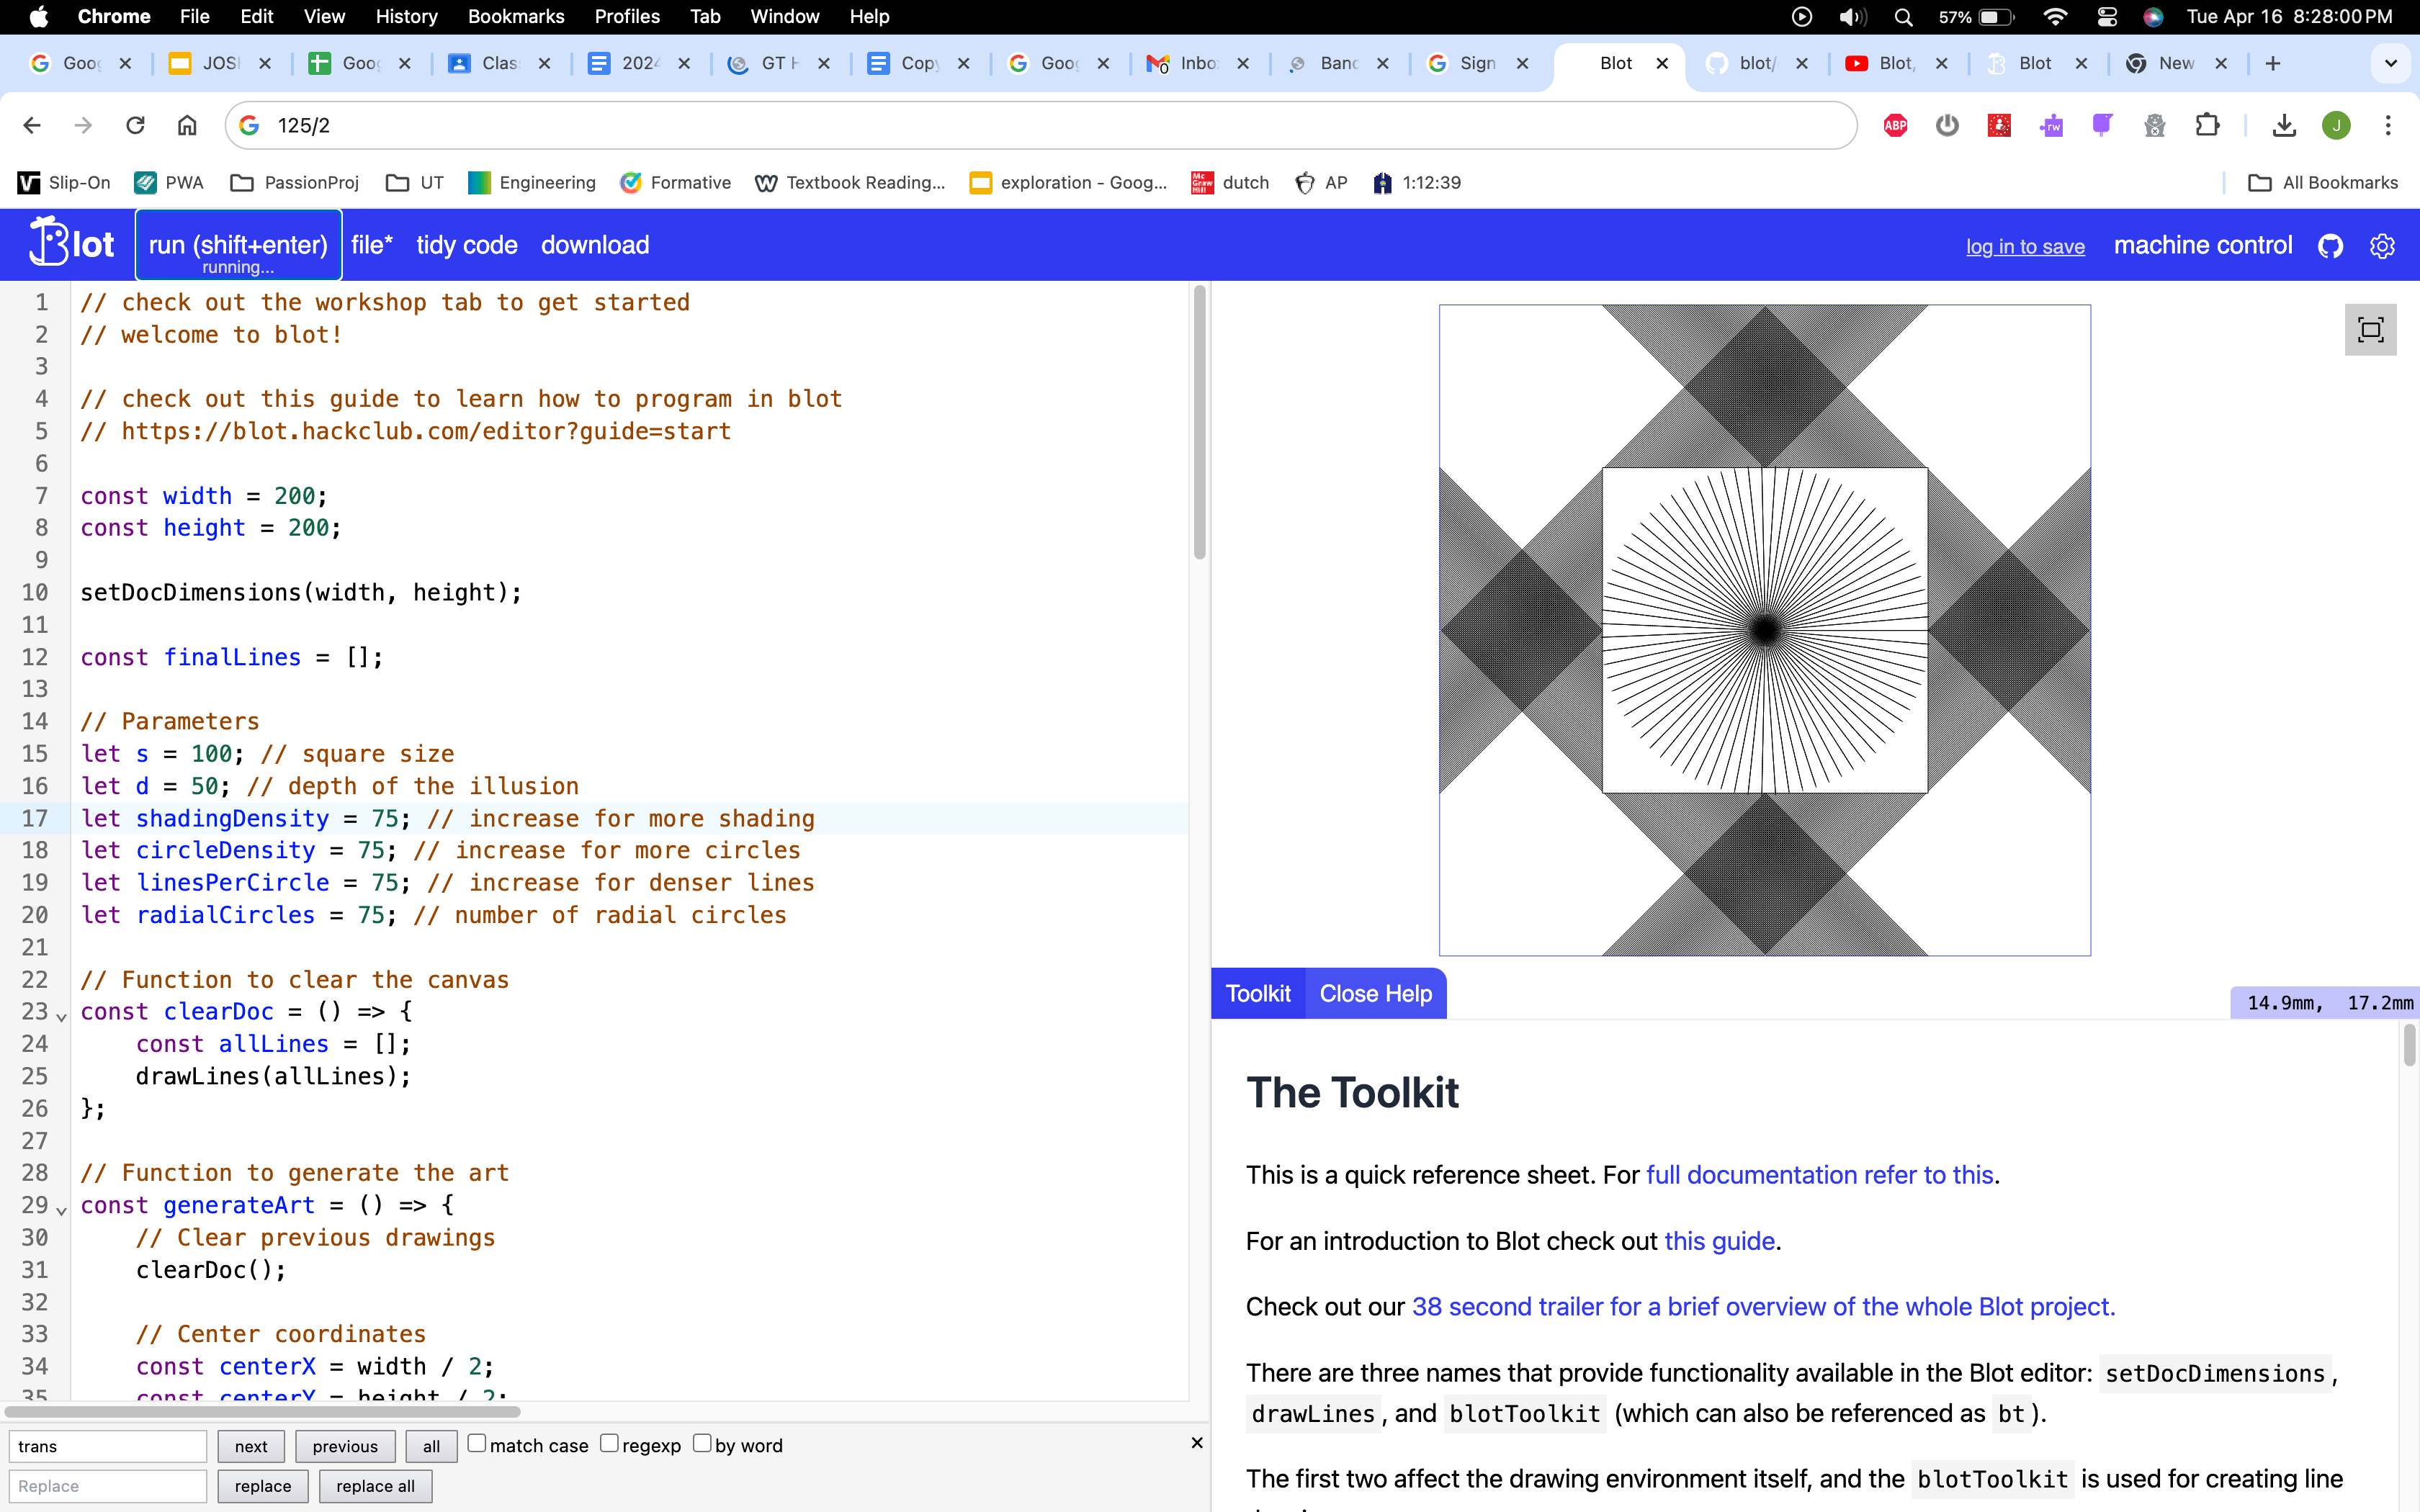 Chrome File Edit View History Bookmarks Profiles Tab Window Help 57% Tue Apr 16 8:28:00 PM
Goog JOSI Goog Clas 2024 GT H Copy Goog Inbo Banc Sign Blot blot/ Blot, Blot New
125/2 ABP rw J
Slip-On PWA PassionProj UT Engineering Formative Textbook Reading... exploration - Goog... dutch AP 1:12:39 All Bookmarks
Blot run (shift+enter) file* tidy code download log in to save machine control
running...
1 // check out the workshop tab to get started
2 // welcome to blot!
3
4 // check out this guide to learn how to program in blot
5 // https://blot.hackclub.com/editor?guide=start
6
7 const width = 200;
8 const height = 200;
9
10 setDocDimensions(width, height);
11
12 const finalLines = [];
13
14 // Parameters
15 let s = 100; // square size
16 let d = 50; // depth of the illusion
17 let shadingDensity = 75; // increase for more shading
18 let circleDensity = 75; // increase for more circles
19 let linesPerCircle = 75; // increase for denser lines
20 let radialCircles = 75; // number of radial circles
21
22 // Function to clear the canvas
23 const clearDoc = () => {
24 const allLines = [];
25 drawLines(allLines);
26 };
27
28 // Function to generate the art
29 const generateArt = () => {
30 // Clear previous drawings
31 clearDoc();
32
33 // Center coordinates
34 const centerX = width / 2;
35 const centerY = height / 2;
trans next previous all match case regexp by word
Replace replace replace all
Toolkit Close Help
14.9mm, 17.2mm
The Toolkit
This is a quick reference sheet. For full documentation refer to this.
For an introduction to Blot check out this guide.
Check out our 38 second trailer for a brief overview of the whole Blot project.
There are three names that provide functionality available in the Blot editor: setDocDimensions ,
drawLines , and blotToolkit (which can also be referenced as bt ).
The first two affect the drawing environment itself, and the blotToolkit is used for creating line